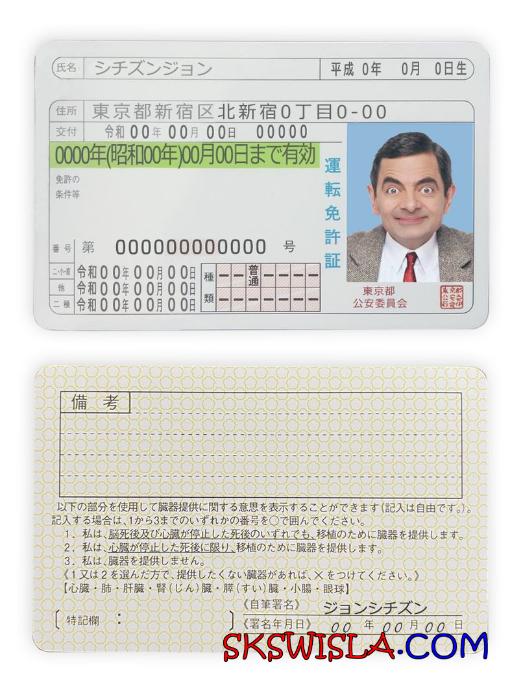 氏名 シチズンジョン 平成 0年 0月 0日生
住所 東京都新宿区北新宿0丁目0-00
交付 令和00年00月00日 00000
0000年(昭和00年)00月00日まで有効
免許の
条件等
運転免許証
番号 第 000000000000 号
二・小・原 令和00年00月00日
他 令和00年00月00日
二種 令和00年00月00日
種類 普通
東京都
公安委員会
備考
以下の部分を使用して臓器提供に関する意思を表示することができます(記入は自由です。)。
記入する場合は、1から3までのいずれかの番号を〇で囲んでください。
1. 私は、脳死後及び心臓が停止した死後のいずれでも、移植のために臓器を提供します。
2. 私は、心臓が停止した死後に限り、移植のために臓器を提供します。
3. 私は、臓器を提供しません。
《1又は2を選んだ方で、提供したくない臓器があれば、×をつけてください。》
【心臓・肺・肝臓・腎(じん)臓・膵(すい)臓・小腸・眼球】
〔特記欄: 《自筆署名》 ジョンシチズン
《署名年月日》 00 年 00 月 00 日
SKSWISLA.COM